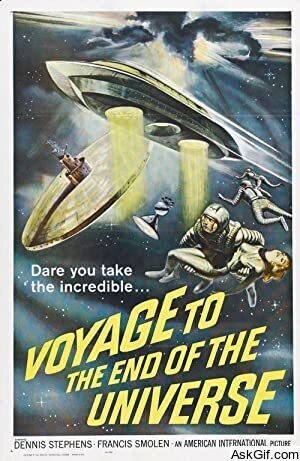 Dare you take
the incredible...
VOYAGE TO
THE END OF THE
UNIVERSE
DENNIS STEPHENS · FRANCIS SMOLEN · AN AMERICAN INTERNATIONAL PICTURE
AskGif.com